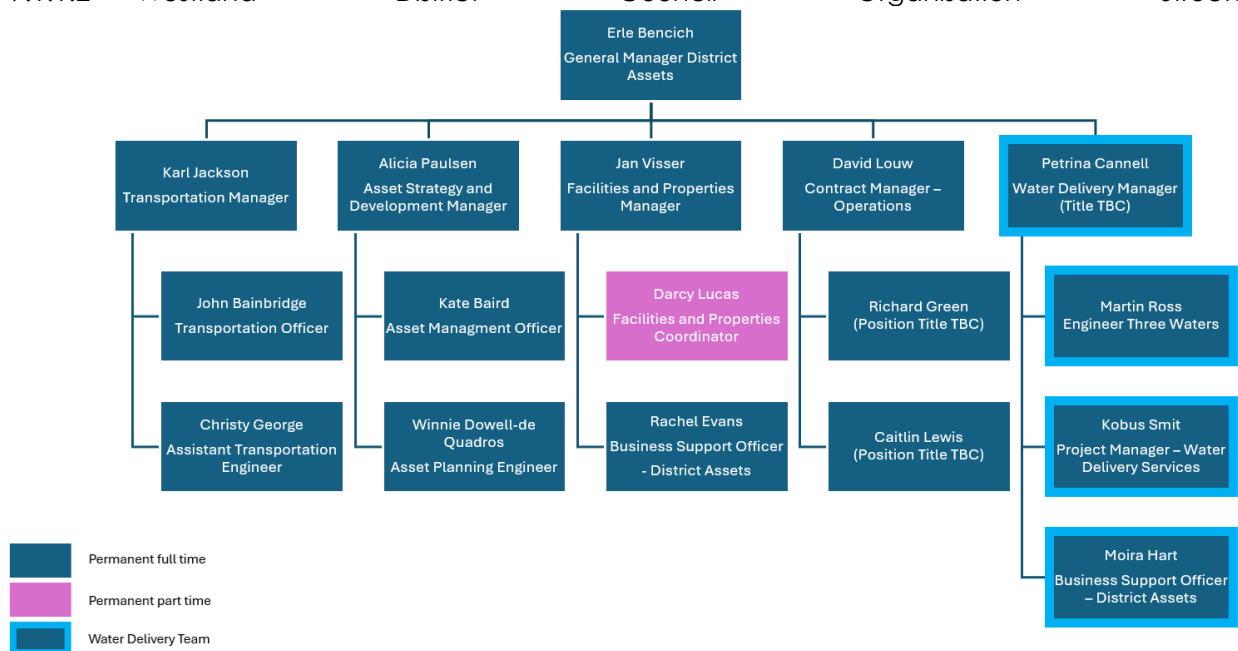 Westland District Council Organisation
Erle Bencich
General Manager District
Assets
Karl Jackson
Transportation Manager
Alicia Paulsen
Asset Strategy and
Development Manager
Jan Visser
Facilities and Properties
Manager
David Louw
Contract Manager –
Operations
Petrina Cannell
Water Delivery Manager
(Title TBC)
John Bainbridge
Transportation Officer
Kate Baird
Asset Managment Officer
Darcy Lucas
Facilities and Properties
Coordinator
Richard Green
(Position Title TBC)
Martin Ross
Engineer Three Waters
Christy George
Assistant Transportation
Engineer
Winnie Dowell-de
Quadros
Asset Planning Engineer
Rachel Evans
Business Support Officer
- District Assets
Caitlin Lewis
(Position Title TBC)
Kobus Smit
Project Manager – Water
Delivery Services
Moira Hart
Business Support Officer
– District Assets
Permanent full time
Permanent part time
Water Delivery Team